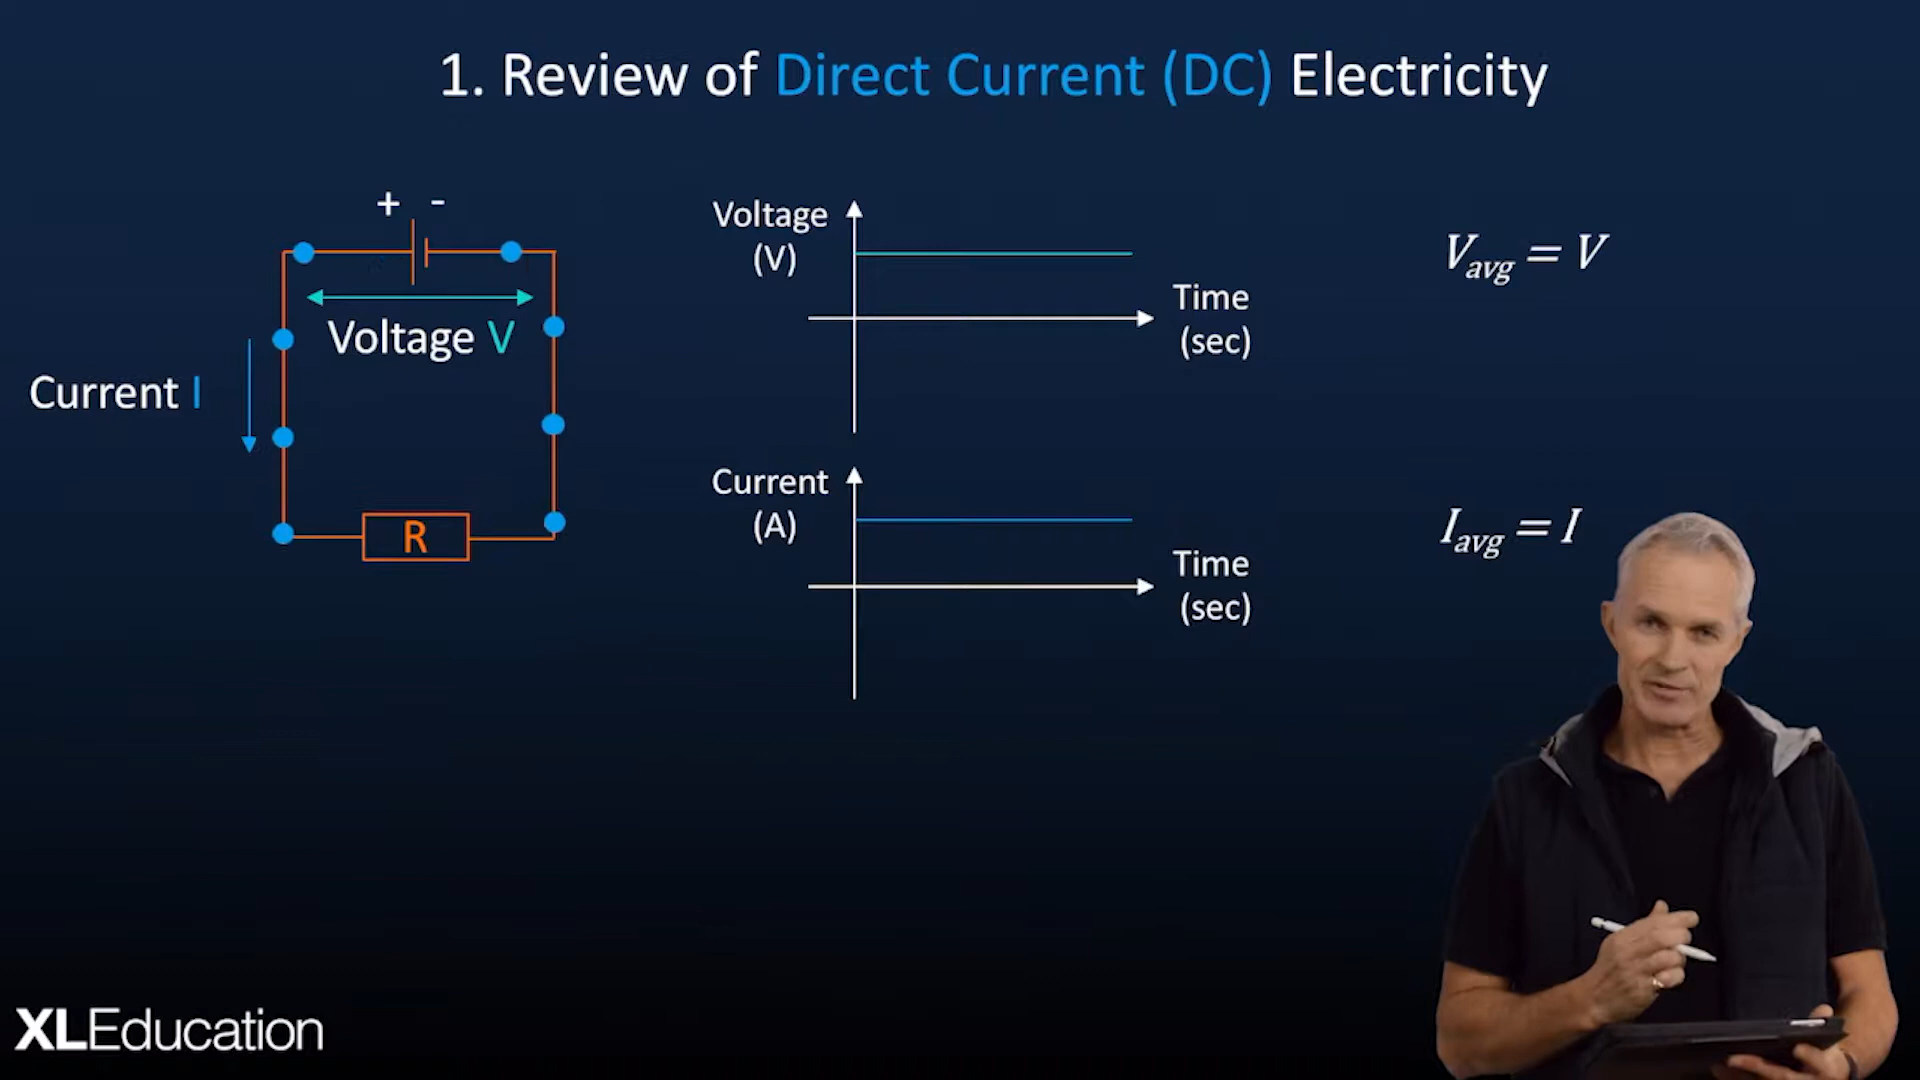 1. Review of Direct Current (DC) Electricity
+ -
Voltage V
Current I
R
Voltage
(V)
Time
(sec)
V_avg = V
Current
(A)
Time
(sec)
I_avg = I
XLEducation